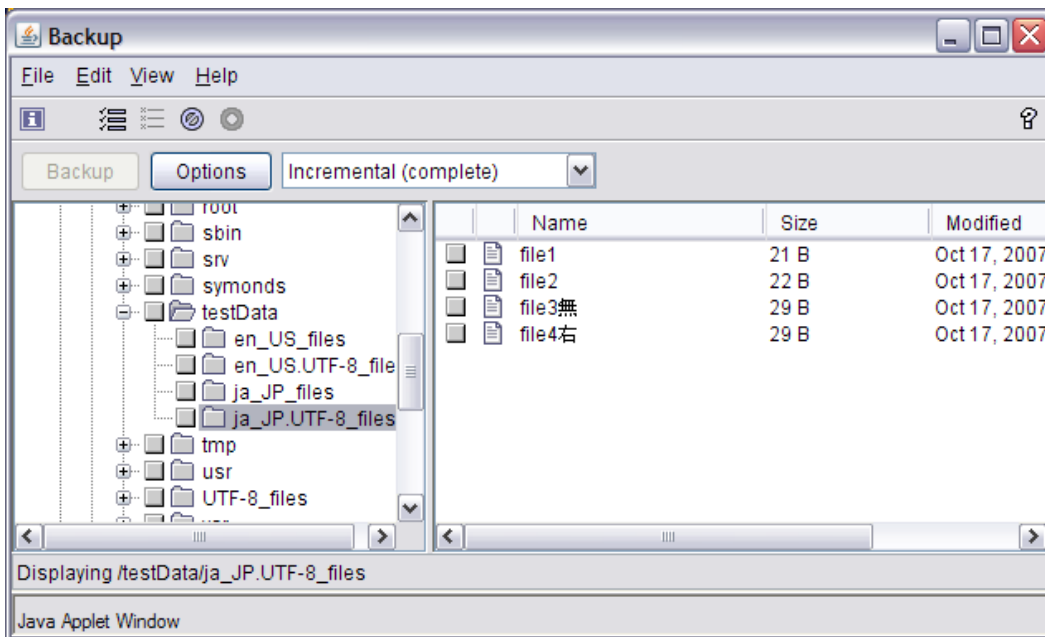 Backup
File Edit View Help
Backup Options Incremental (complete)
root
sbin
srv
symonds
testData
en_US_files
en_US.UTF-8_file
ja_JP_files
ja_JP.UTF-8_files
tmp
usr
UTF-8_files
Name Size Modified
file1 21 B Oct 17, 2007
file2 22 B Oct 17, 2007
file3無 29 B Oct 17, 2007
file4右 29 B Oct 17, 2007
Displaying /testData/ja_JP.UTF-8_files
Java Applet Window